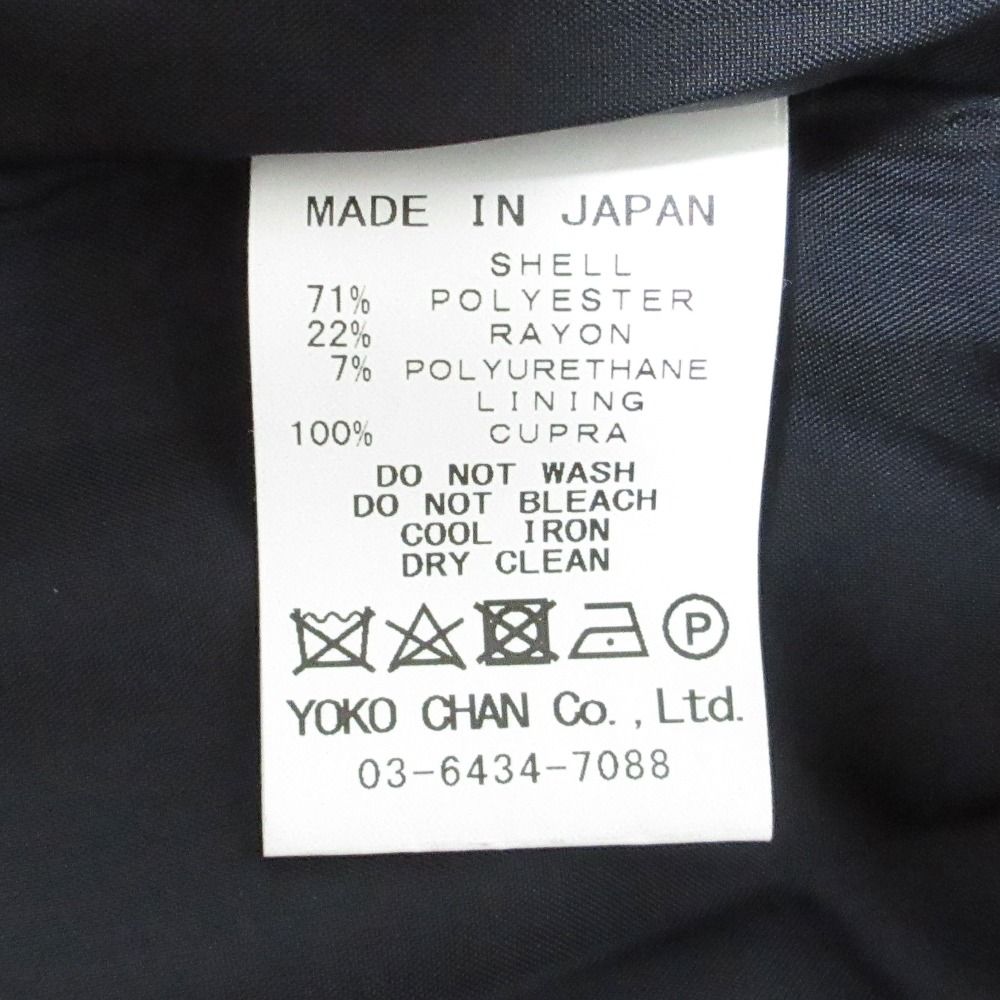 MADE IN JAPAN
SHELL
71% POLYESTER
22% RAYON
7% POLYURETHANE
LINING
100% CUPRA
DO NOT WASH
DO NOT BLEACH
COOL IRON
DRY CLEAN
P
YOKO CHAN Co., Ltd.
03-6434-7088